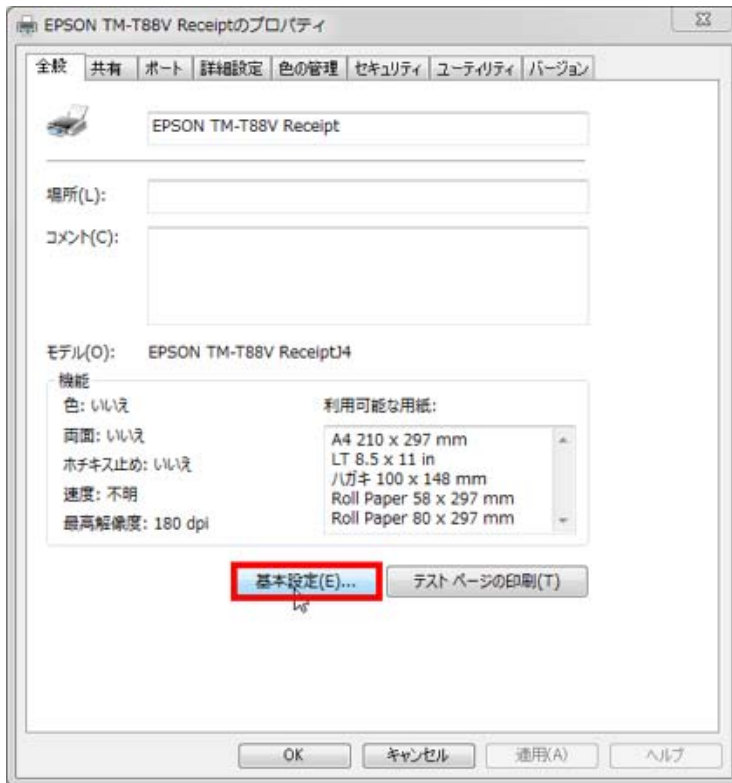 EPSON TM-T88V Receiptのプロパティ
全般 共有 ポート 詳細設定 色の管理 セキュリティ ユーティリティ バージョン
EPSON TM-T88V Receipt
場所(L):
コメント(C):
モデル(O): EPSON TM-T88V ReceiptJ4
機能
色: いいえ
両面: いいえ
ホチキス止め: いいえ
速度: 不明
最高解像度: 180 dpi
利用可能な用紙:
A4 210 x 297 mm
LT 8.5 x 11 in
ハガキ 100 x 148 mm
Roll Paper 58 x 297 mm
Roll Paper 80 x 297 mm
基本設定(E)... テスト ページの印刷(T)
OK キャンセル 適用(A) ヘルプ